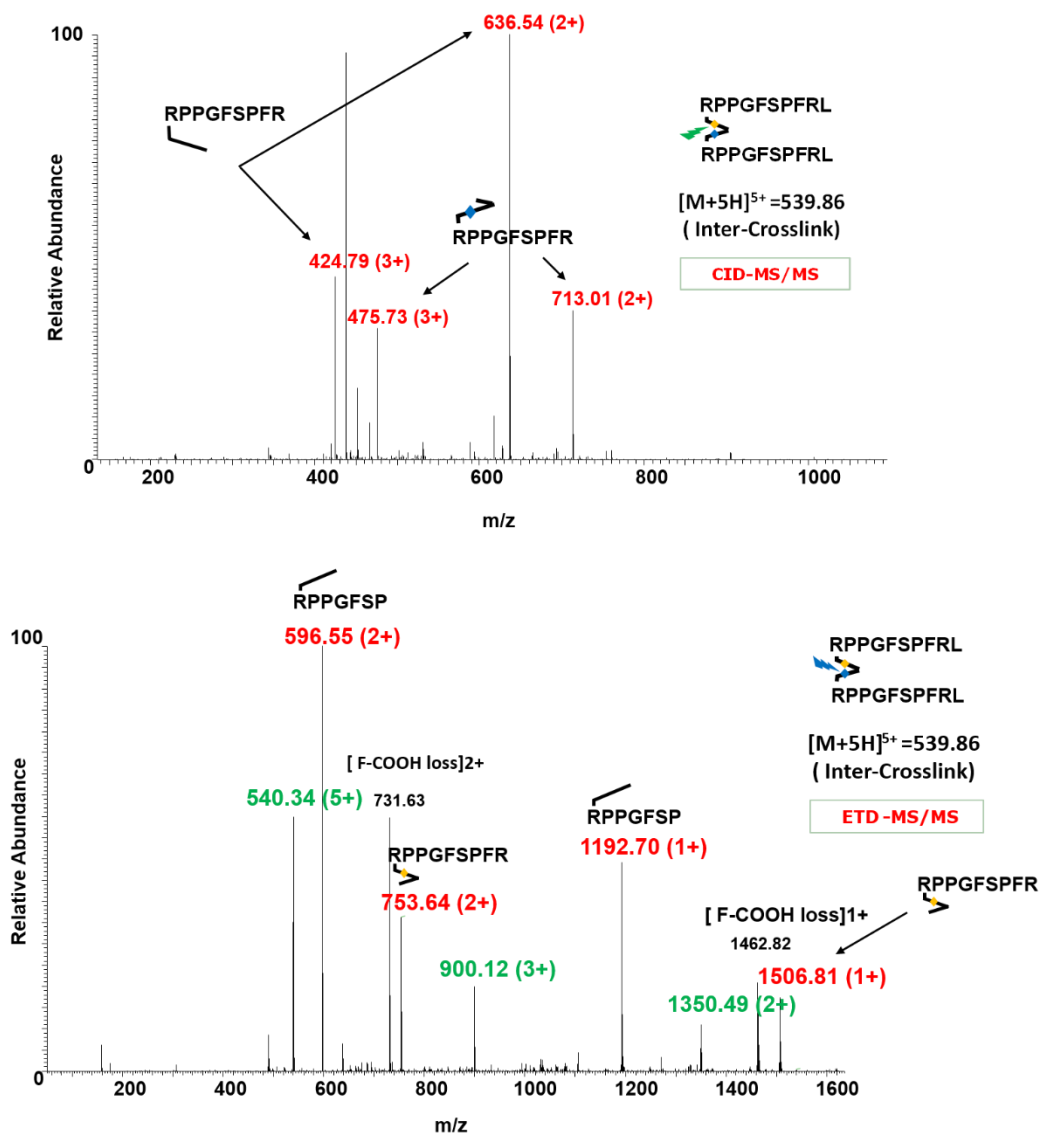 636.54 (2+)
100
RPPGFSPFR
RPPGFSPFRL
RPPGFSPFRL
[M+5H]5+ =539.86
( Inter-Crosslink)
CID-MS/MS
RPPGFSPFR
424.79 (3+)
475.73 (3+)
713.01 (2+)
Relative Abundance
0
200
400
600
800
1000
m/z
RPPGFSP
596.55 (2+)
100
RPPGFSPFRL
RPPGFSPFRL
[M+5H]5+ =539.86
( Inter-Crosslink)
ETD -MS/MS
[ F-COOH loss]2+
731.63
540.34 (5+)
RPPGFSP
1192.70 (1+)
RPPGFSPFR
753.64 (2+)
RPPGFSPFR
[ F-COOH loss]1+
1462.82
1506.81 (1+)
900.12 (3+)
1350.49 (2+)
Relative Abundance
0
200
400
600
800
1000
1200
1400
1600
m/z